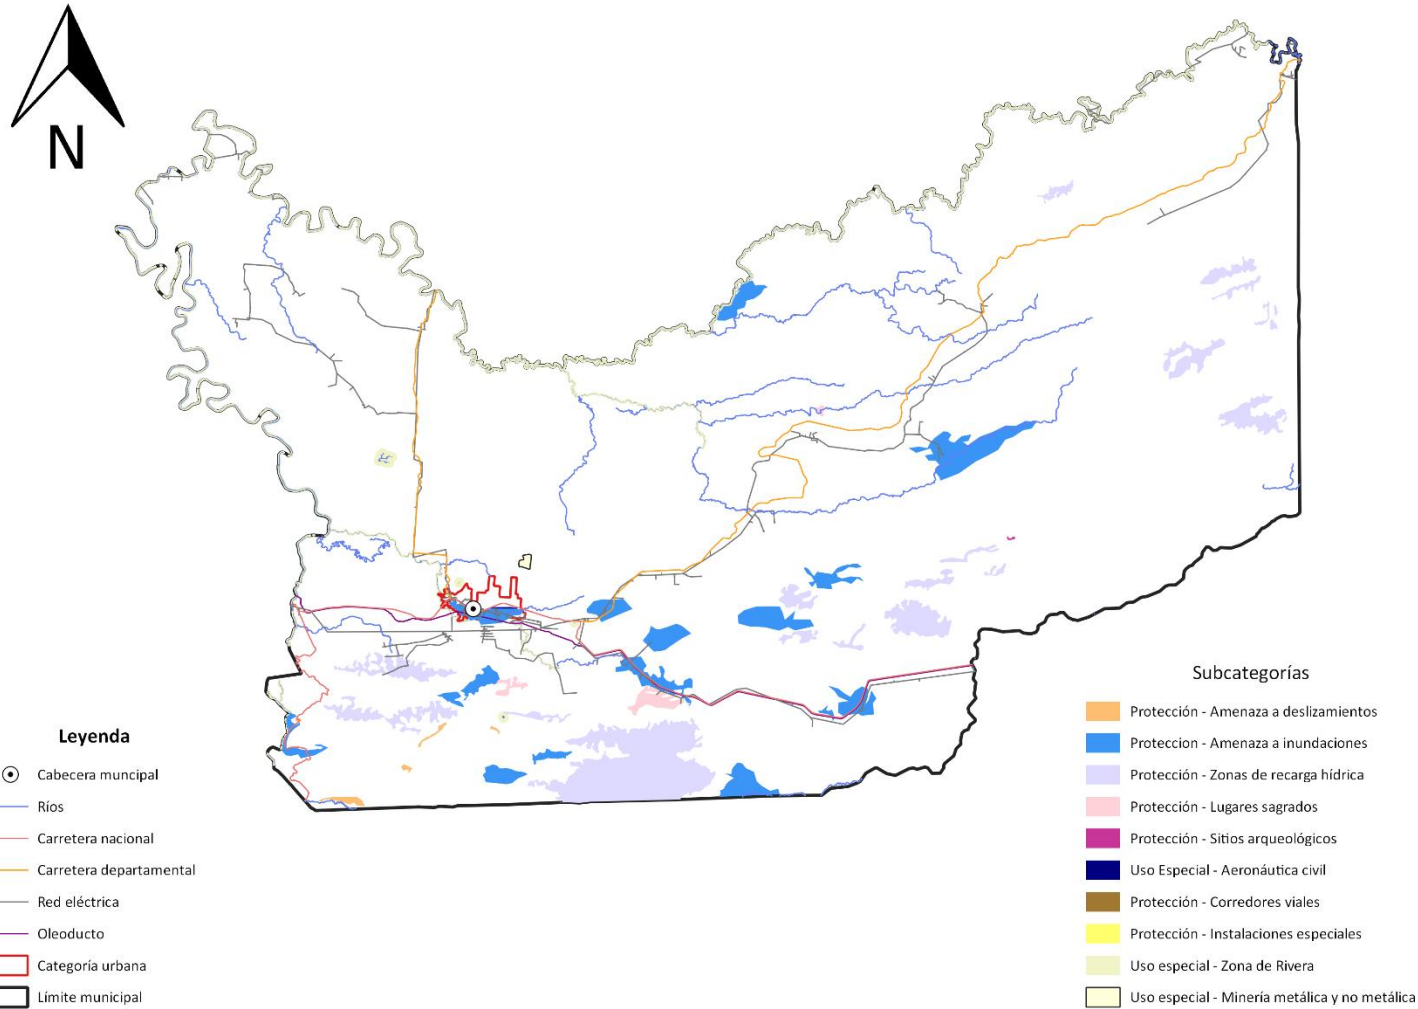 N
Leyenda
Cabecera muncipal
Ríos
Carretera nacional
Carretera departamental
Red eléctrica
Oleoducto
Categoría urbana
Límite municipal
Subcategorías
Protección - Amenaza a deslizamientos
Proteccion - Amenaza a inundaciones
Protección - Zonas de recarga hídrica
Protección - Lugares sagrados
Protección - Sitios arqueológicos
Uso Especial - Aeronáutica civil
Protección - Corredores viales
Protección - Instalaciones especiales
Uso especial - Zona de Rivera
Uso especial - Minería metálica y no metálica